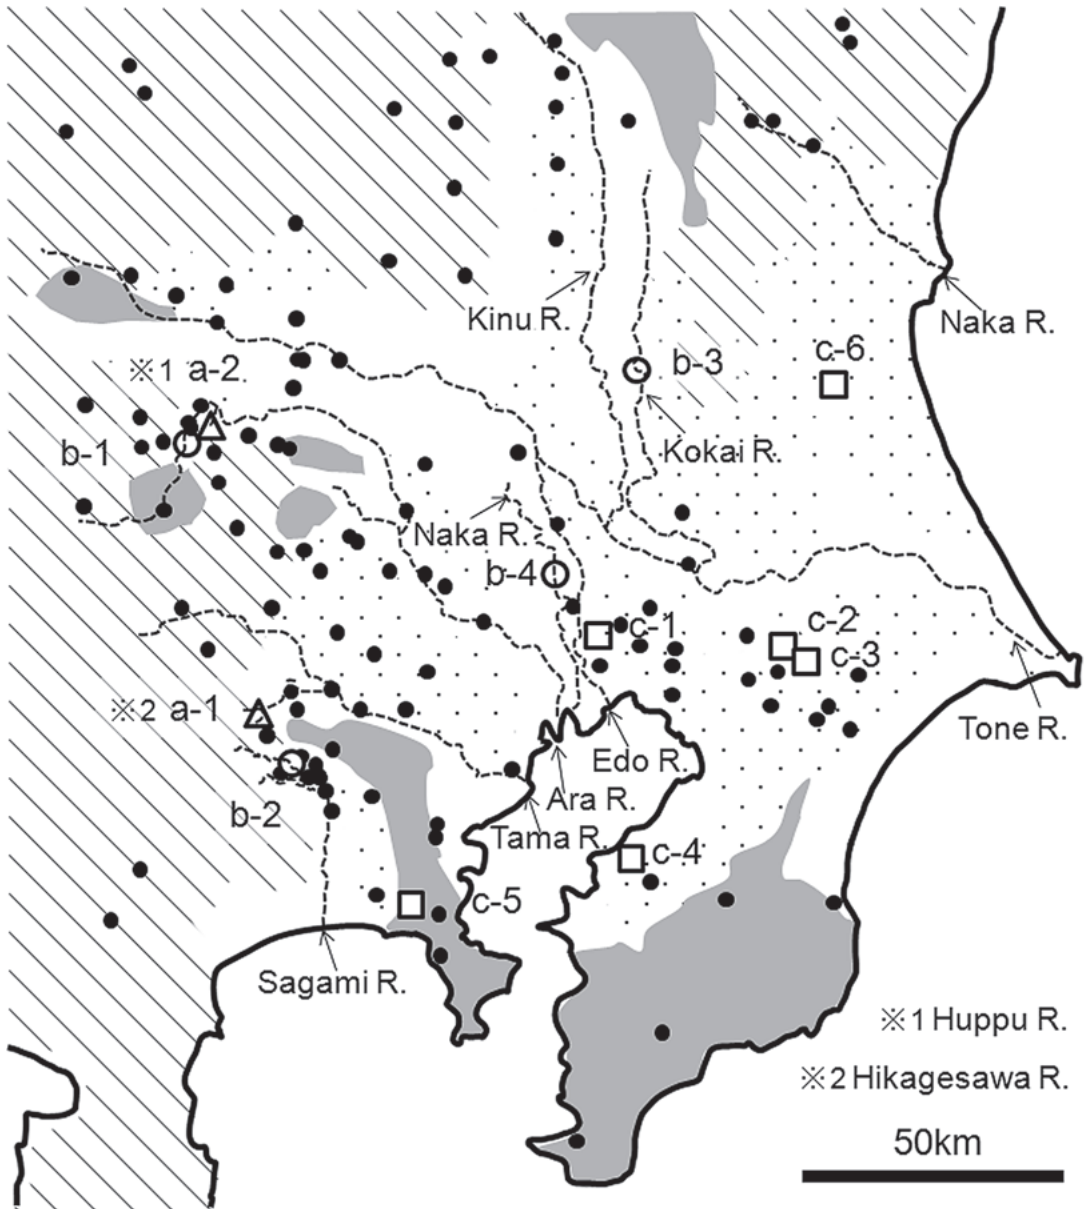 Kinu R.
Naka R.
※1 a-2
c-6
b-3
b-1
Kokai R.
Naka R.
b-4
c-1
c-2
c-3
※2 a-1
Tone R.
Edo R.
Ara R.
b-2
Tama R.
c-4
c-5
Sagami R.
※1 Huppu R.
※2 Hikagesawa R.
50km